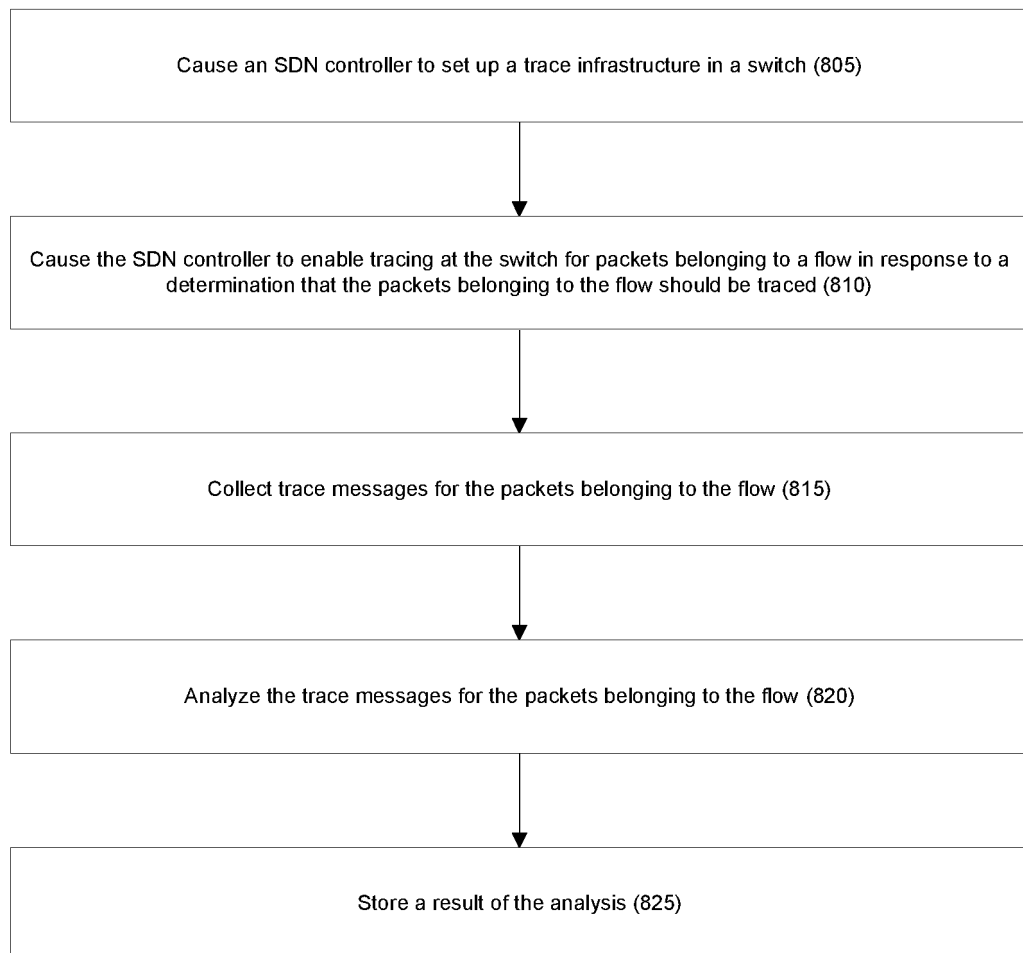 Cause an SDN controller to set up a trace infrastructure in a switch (805)
Cause the SDN controller to enable tracing at the switch for packets belonging to a flow in response to a
determination that the packets belonging to the flow should be traced (810)
Collect trace messages for the packets belonging to the flow (815)
Analyze the trace messages for the packets belonging to the flow (820)
Store a result of the analysis (825)